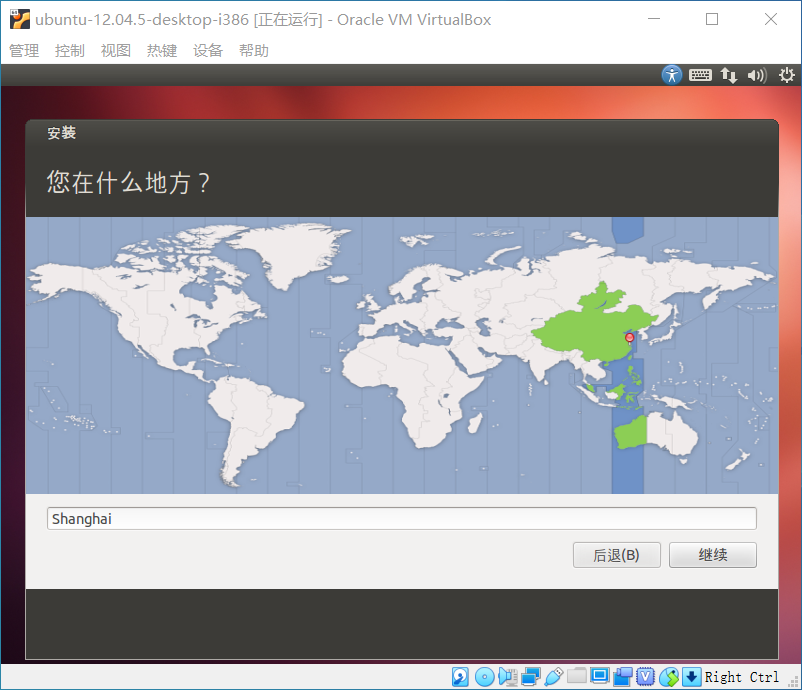 ubuntu-12.04.5-desktop-i386 [正在运行] - Oracle VM VirtualBox
管理 控制 视图 热键 设备 帮助
安装
您在什么地方？
Shanghai
后退(B) 继续
Right Ctrl